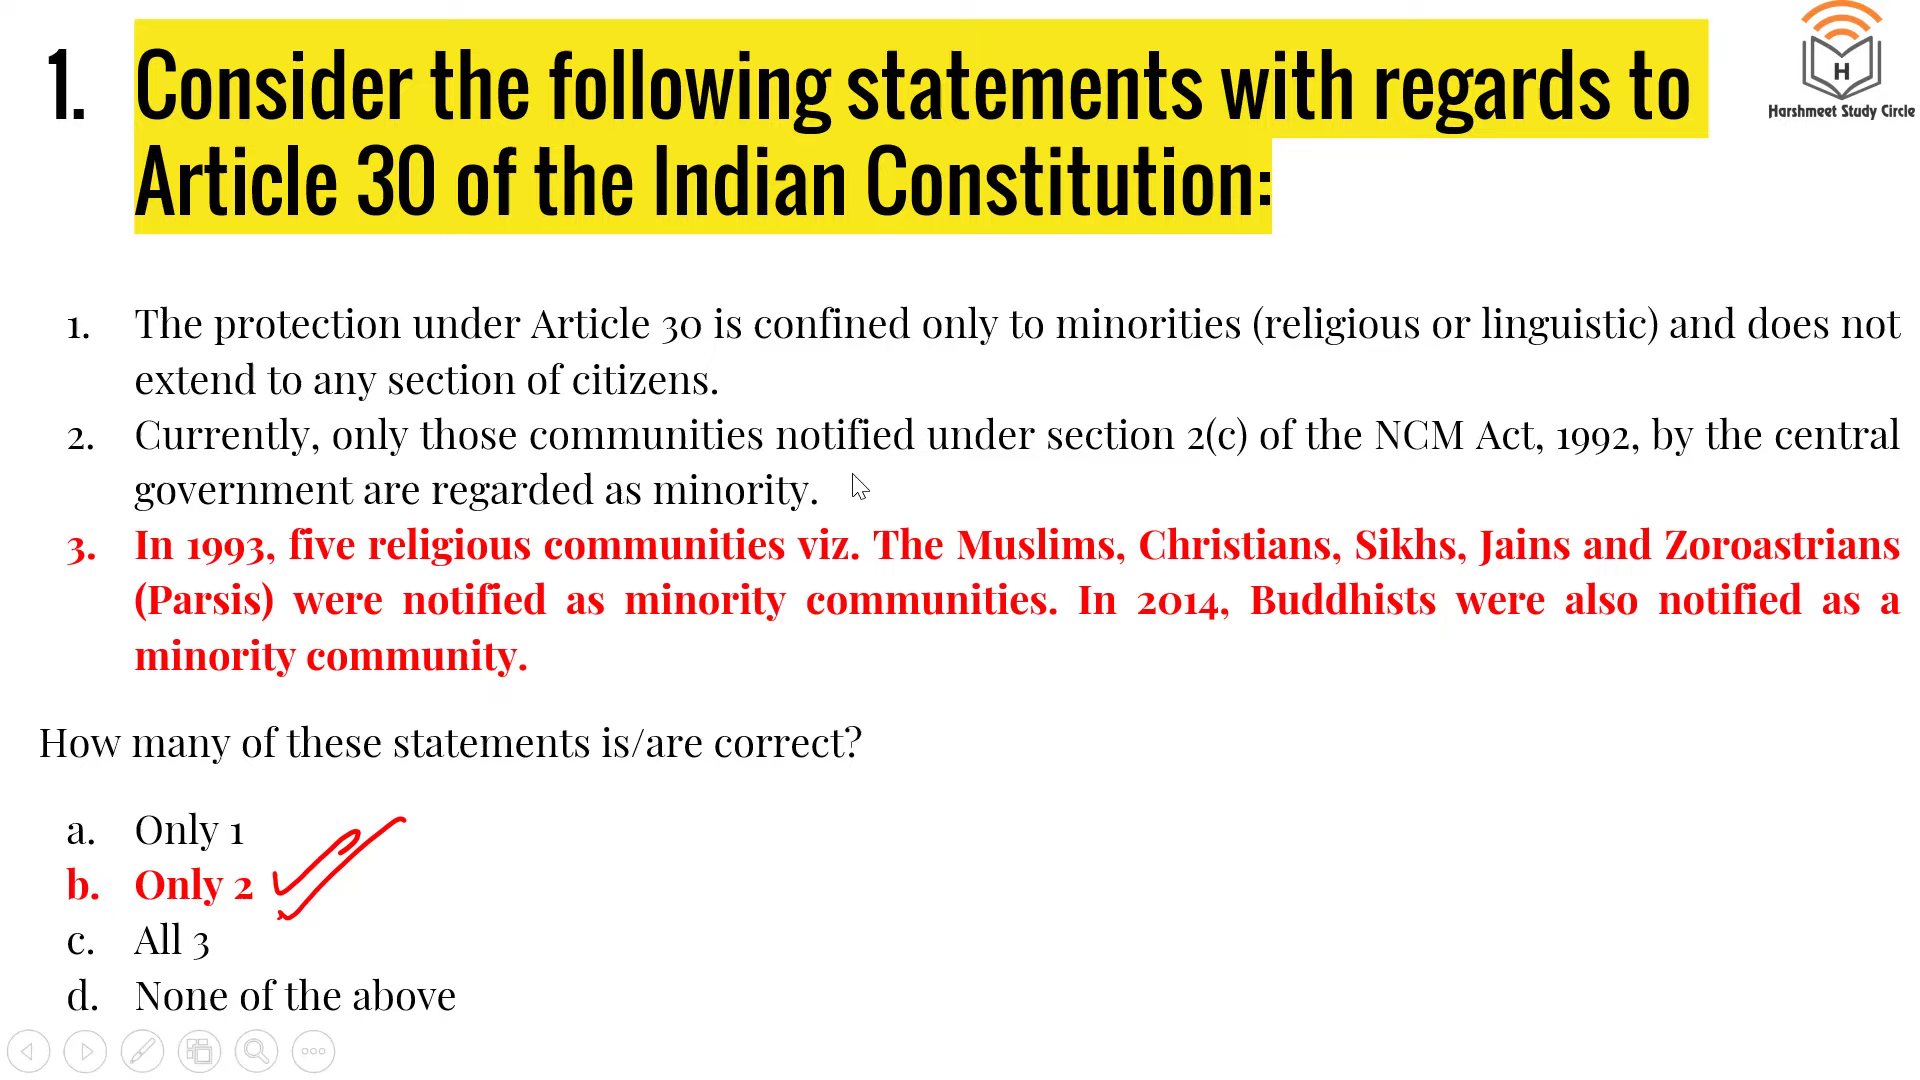 1. Consider the following statements with regards to
Article 30 of the Indian Constitution:
H
Harshmeet Study Circle
1. The protection under Article 30 is confined only to minorities (religious or linguistic) and does not
extend to any section of citizens.
2. Currently, only those communities notified under section 2(c) of the NCM Act, 1992, by the central
government are regarded as minority.
3. In 1993, five religious communities viz. The Muslims, Christians, Sikhs, Jains and Zoroastrians
(Parsis) were notified as minority communities. In 2014, Buddhists were also notified as a
minority community.
How many of these statements is/are correct?
a. Only 1
b. Only 2
c. All 3
d. None of the above